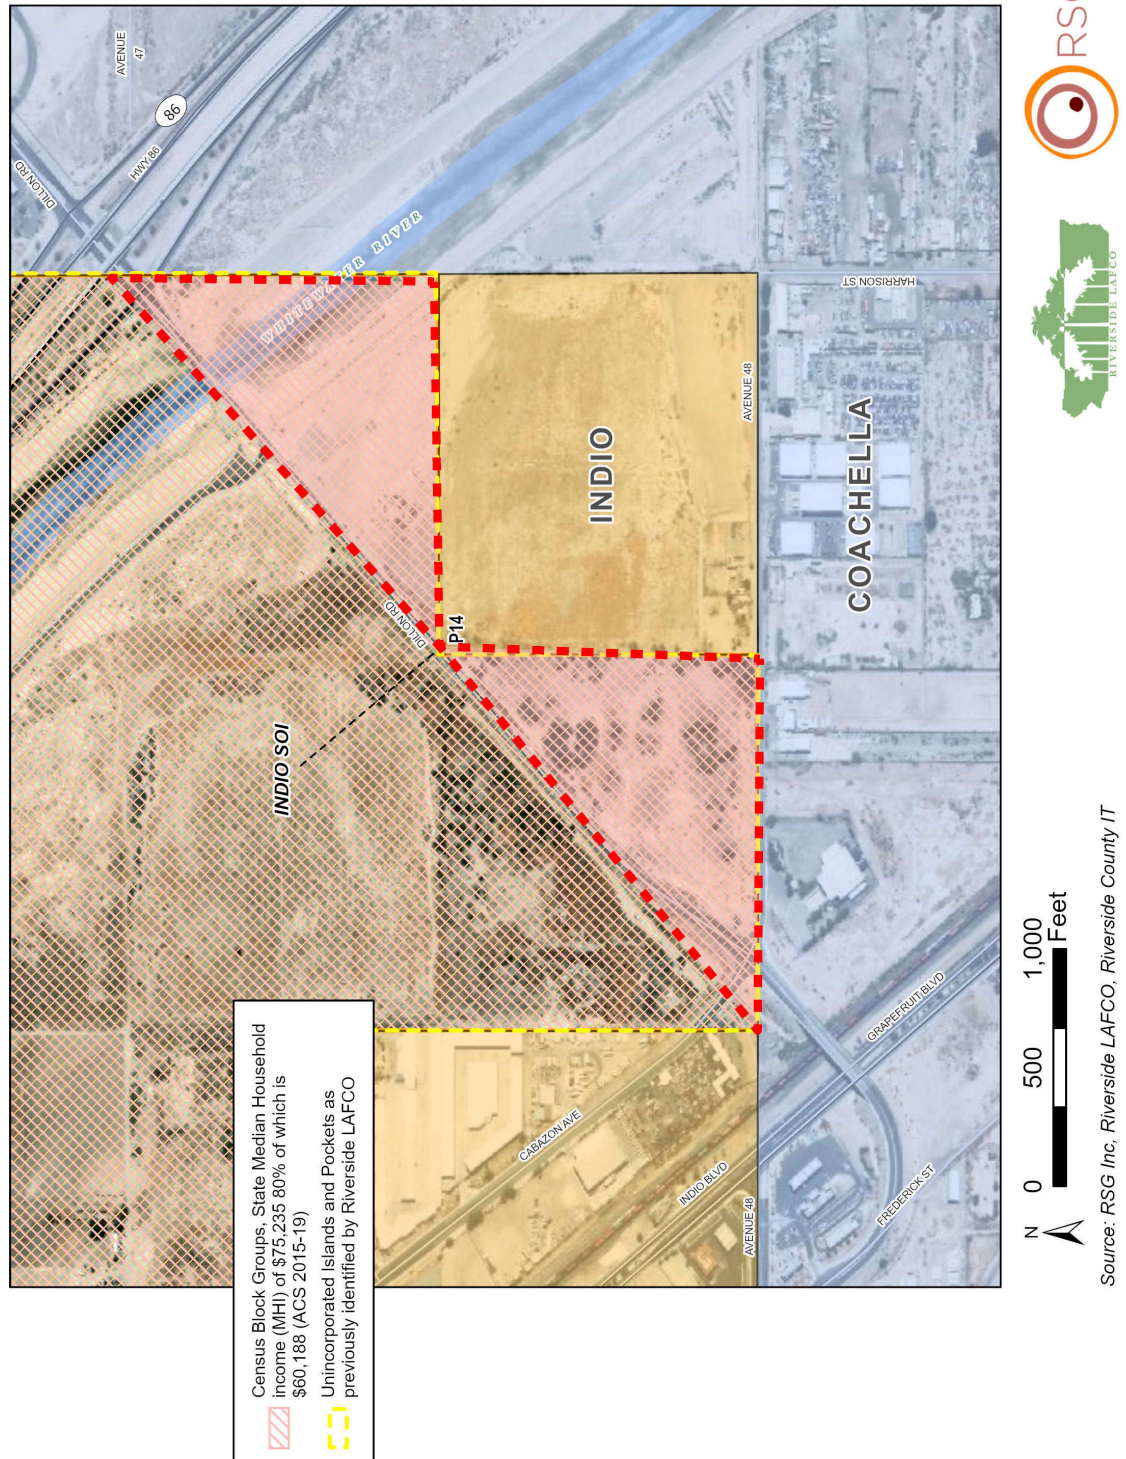 Census Block Groups, State Median Household
income (MHI) of $75,235 80% of which is
$60,188 (ACS 2015-19)
Unincorporated Islands and Pockets as
previously identified by Riverside LAFCO
DILLON RD
AVENUE
47
86
HWY 86
WHITEWATER RIVER
INDIO SOI
DILLON RD
P14
INDIO
CABAZON AVE
INDIO BLVD
AVENUE 48
AVENUE 48
HARRISON ST
COACHELLA
GRAPEFRUIT BLVD
FREDERICK ST
N
0 500 1,000
Feet
Source: RSG Inc, Riverside LAFCO, Riverside County IT
RIVERSIDE LAFCO